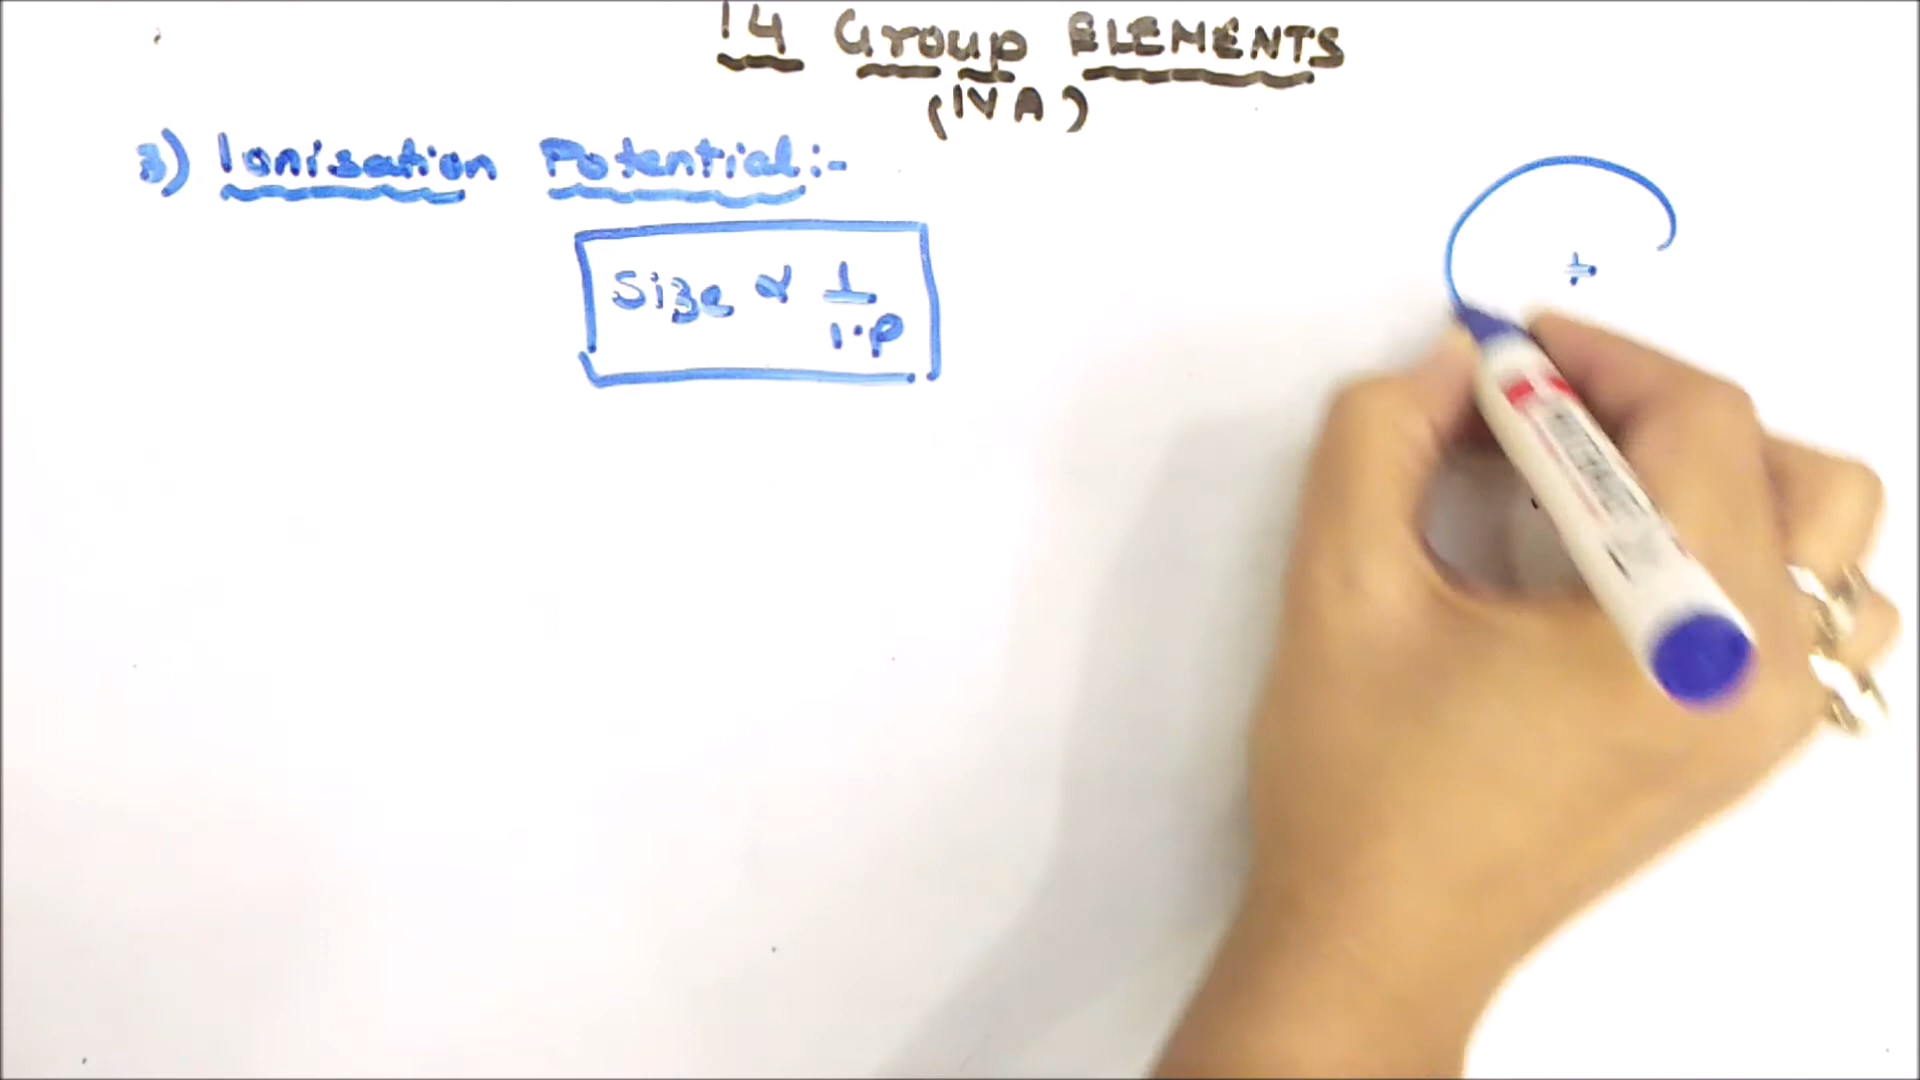 14 Group ELEMENTS
(IVA)
3) Ionisation Potential:-
Size ∝ 1/I.P
+